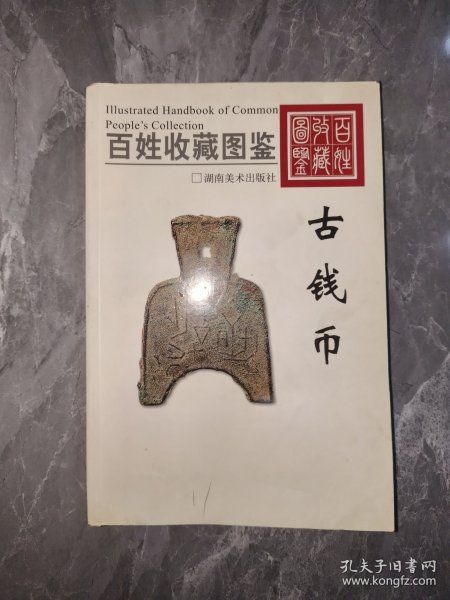 Illustrated Handbook of Common
People's Collection
百姓收藏图鉴
湖南美术出版社
百姓
收藏
圖鑒
古钱币
孔夫子旧书网
www.kongfz.com